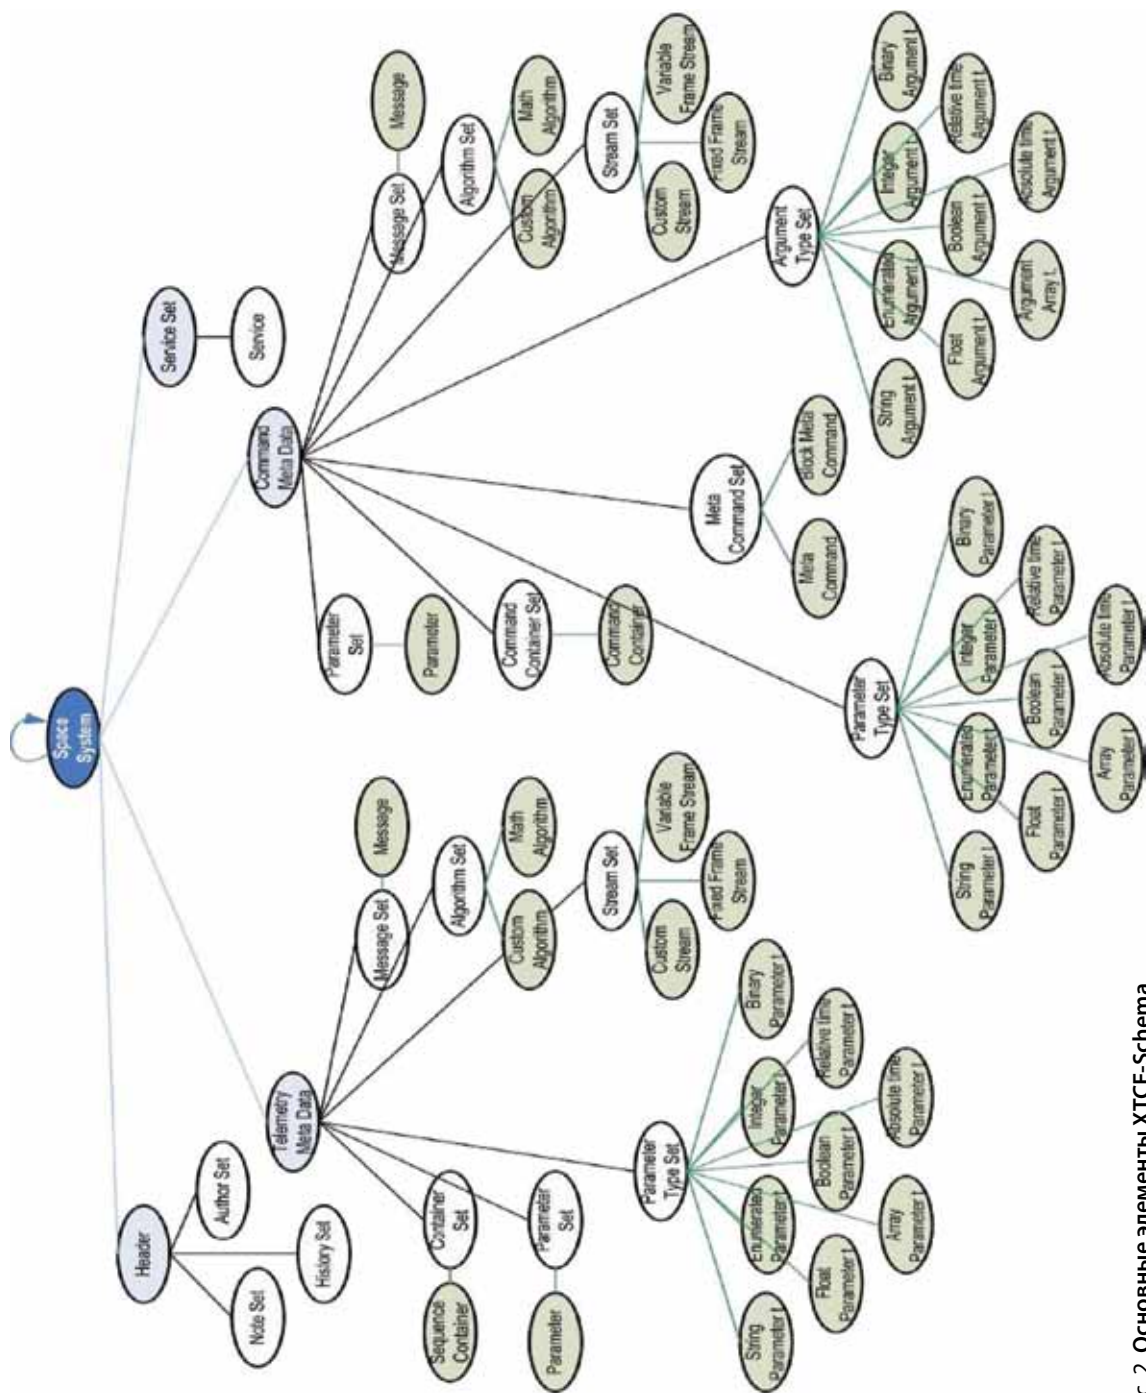 Space
System
Header
Note Set
Author Set
History Set
Telemetry
Meta Data
Container
Set
Sequence
Container
Parameter
Set
Parameter
Parameter
Type Set
String
Parameter t.
Enumerated
Parameter t.
Integer
Parameter t.
Binary
Parameter t.
Float
Parameter t.
Boolean
Parameter t.
Relative time
Parameter t.
Array
Parameter t.
Absolute time
Parameter t.
Message Set
Message
Algorithm Set
Custom
Algorithm
Math
Algorithm
Stream Set
Custom
Stream
Variable
Frame Stream
Fixed Frame
Stream
Command
Meta Data
Parameter
Set
Parameter
Command
Container Set
Command
Container
Parameter
Type Set
String
Parameter t.
Enumerated
Parameter t.
Integer
Parameter t.
Binary
Parameter t.
Float
Parameter t.
Boolean
Parameter t.
Relative time
Parameter t.
Array
Parameter t.
Absolute time
Parameter t.
Meta
Command Set
Meta
Command
Block Meta
Command
Argument
Type Set
String
Argument t.
Enumerated
Argument t.
Integer
Argument t.
Binary
Argument t.
Float
Argument t.
Boolean
Argument t.
Relative time
Argument t.
Argument
Array t.
Absolute time
Argument t.
Message Set
Message
Algorithm Set
Custom
Algorithm
Math
Algorithm
Stream Set
Custom
Stream
Variable
Frame Stream
Fixed Frame
Stream
Service Set
Service
с. 2. Основные элементы XTCE-Schema